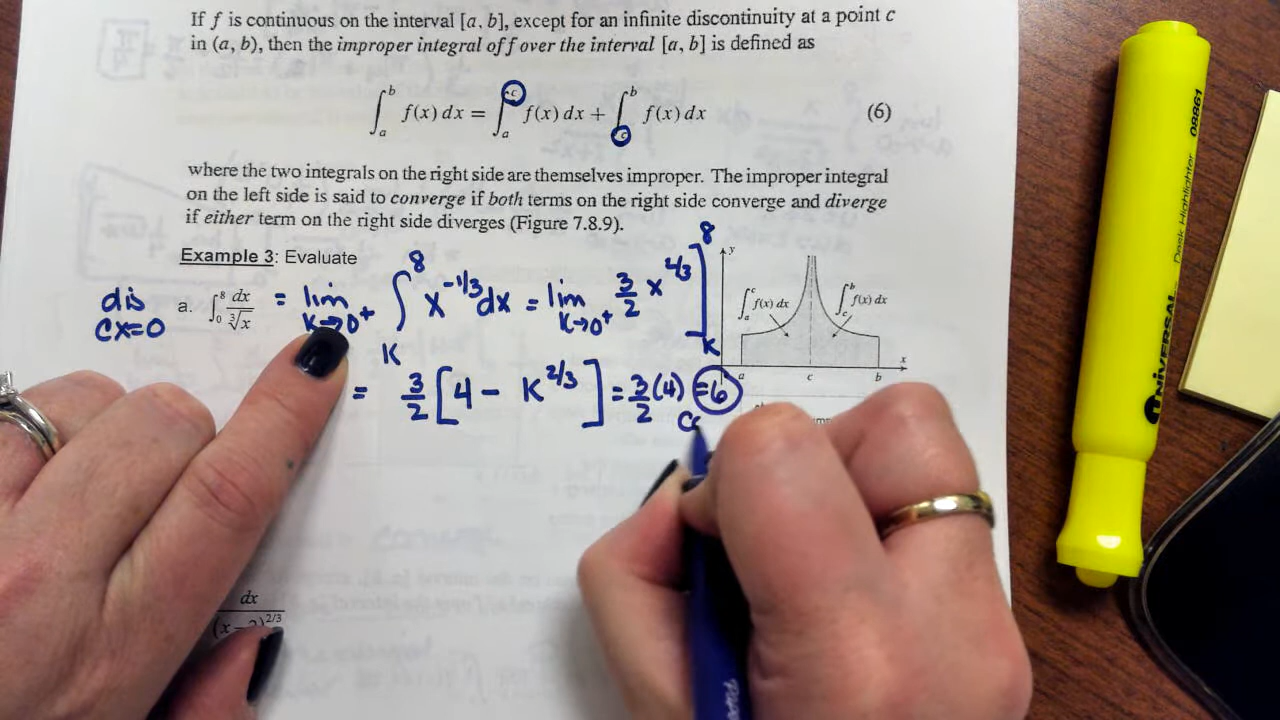 If f is continuous on the interval [a, b], except for an infinite discontinuity at a point c
in (a, b), then the improper integral of f over the interval [a, b] is defined as
∫_a^b f(x) dx = ∫_a^c f(x) dx + ∫_c^b f(x) dx (6)
where the two integrals on the right side are themselves improper. The improper integral
on the left side is said to converge if both terms on the right side converge and diverge
if either term on the right side diverges (Figure 7.8.9).
Example 3: Evaluate
dis
@x=0
a. ∫_0^8 dx/∛x = lim_{K→0⁺} ∫_K^8 x^{-1/3} dx = lim_{K→0⁺} 3/2 x^{2/3} ]_K^8
= 3/2 [4 - K^{2/3}] = 3/2 (4) = 6
y
∫_a^c f(x) dx
∫_c^b f(x) dx
x
a c b
dx
(x-2)^{2/3}
UNIVERSAL Desk Highlighter 08861